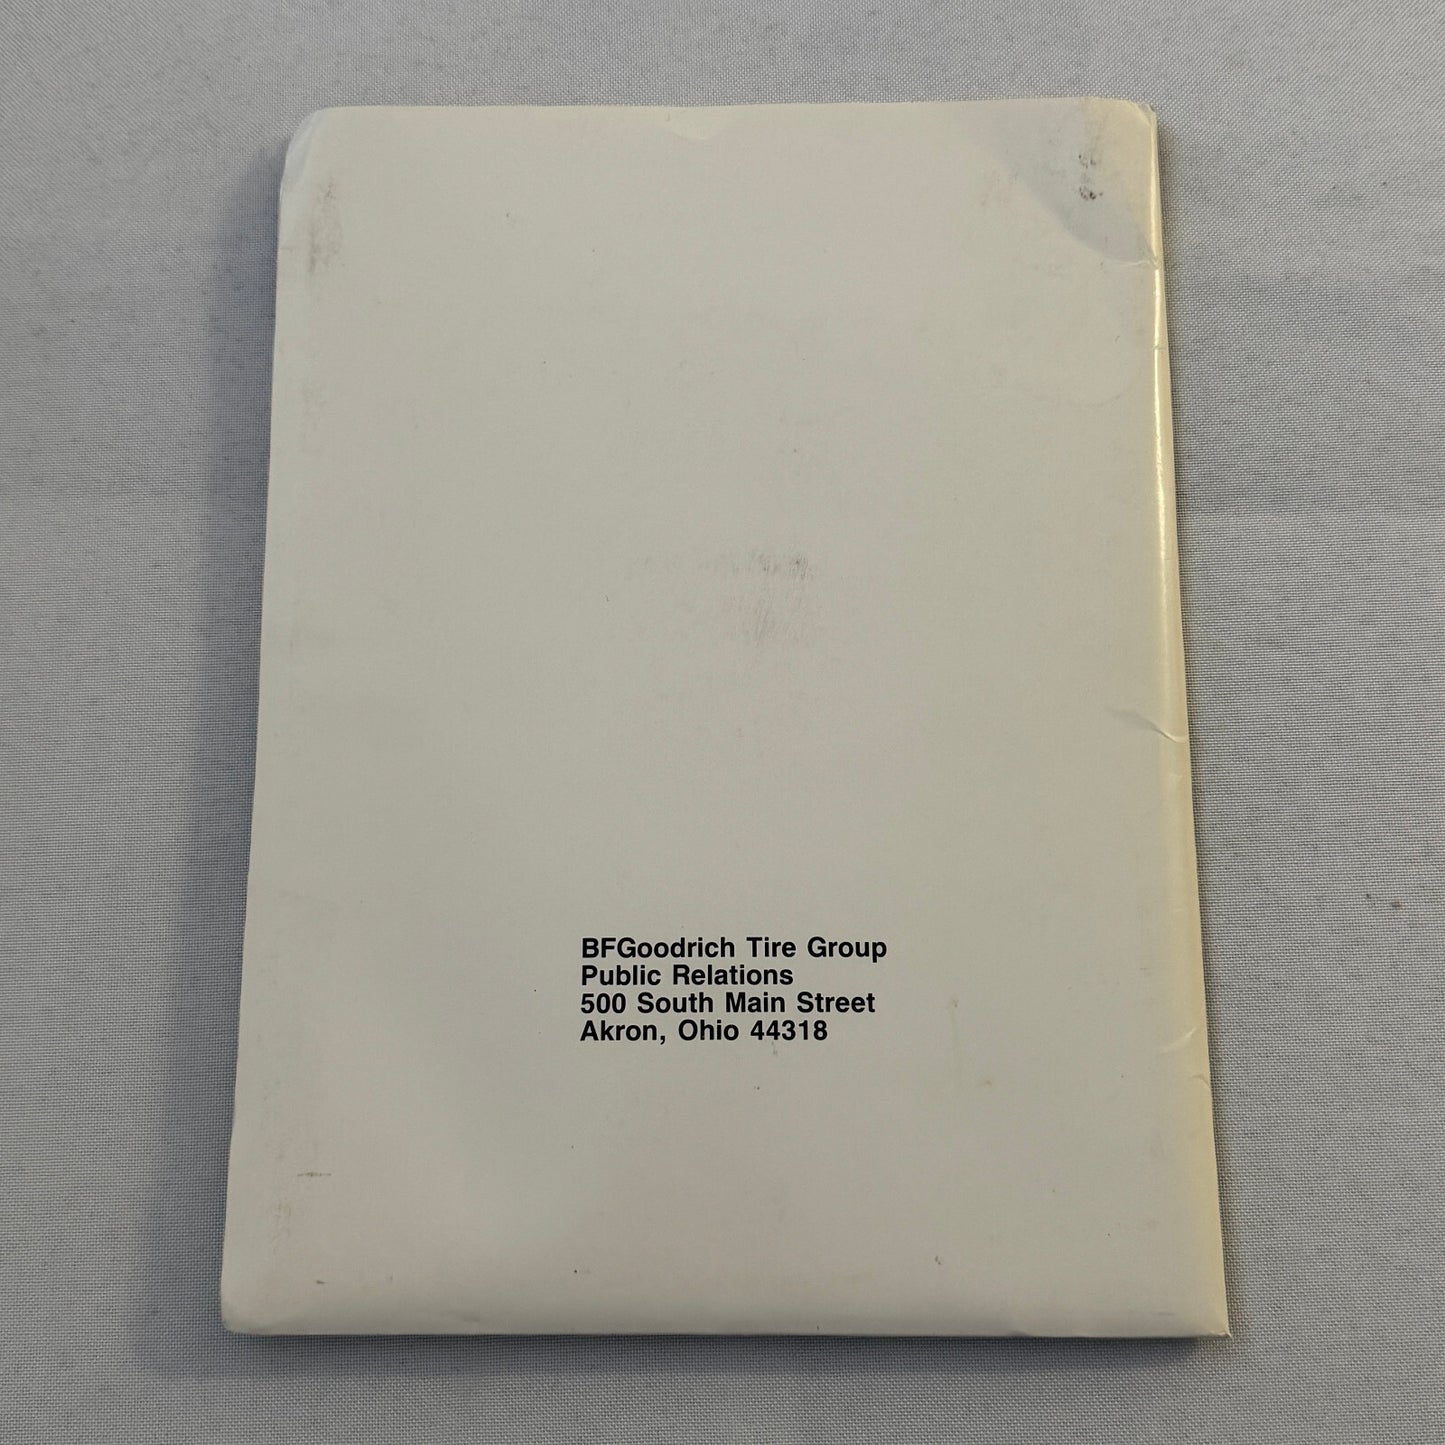 BFGoodrich Tire Group
Public Relations
500 South Main Street
Akron, Ohio 44318